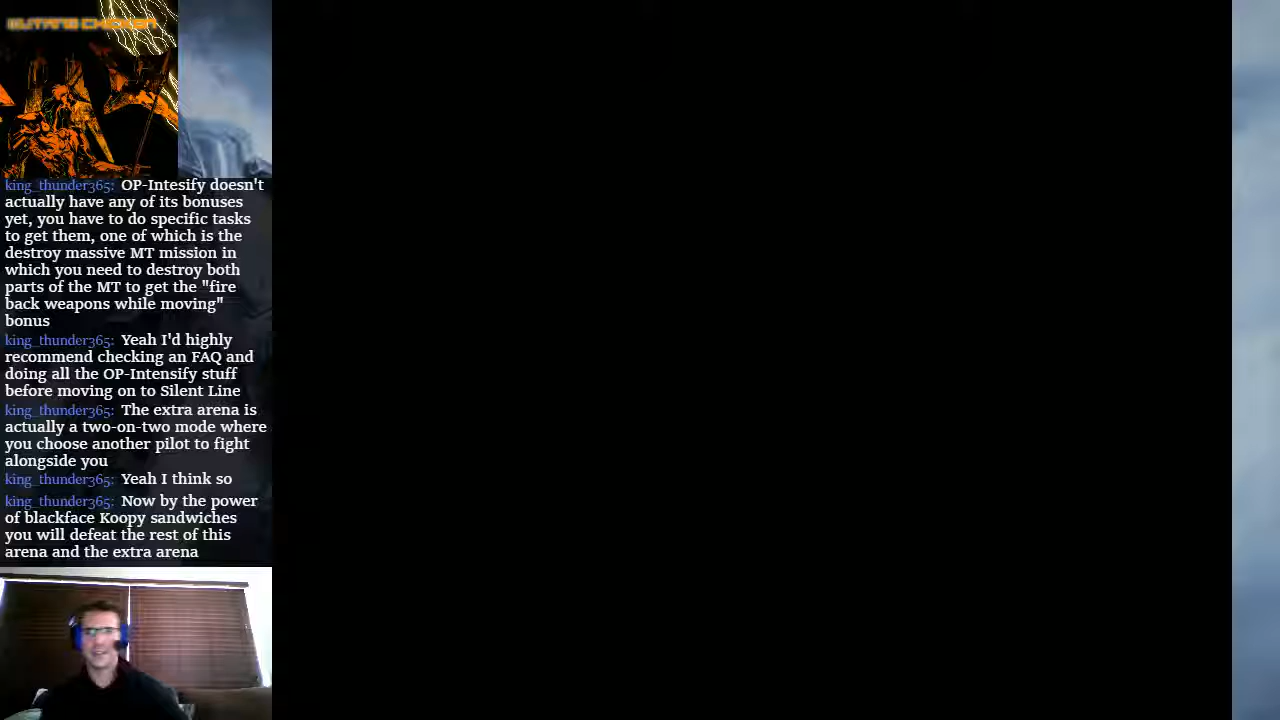 MUTANT CHICKEN
king_thunder365: OP-Intesify doesn't
actually have any of its bonuses
yet, you have to do specific tasks
to get them, one of which is the
destroy massive MT mission in
which you need to destroy both
parts of the MT to get the "fire
back weapons while moving"
bonus
king_thunder365: Yeah I'd highly
recommend checking an FAQ and
doing all the OP-Intensify stuff
before moving on to Silent Line
king_thunder365: The extra arena is
actually a two-on-two mode where
you choose another pilot to fight
alongside you
king_thunder365: Yeah I think so
king_thunder365: Now by the power
of blackface Koopy sandwiches
you will defeat the rest of this
arena and the extra arena